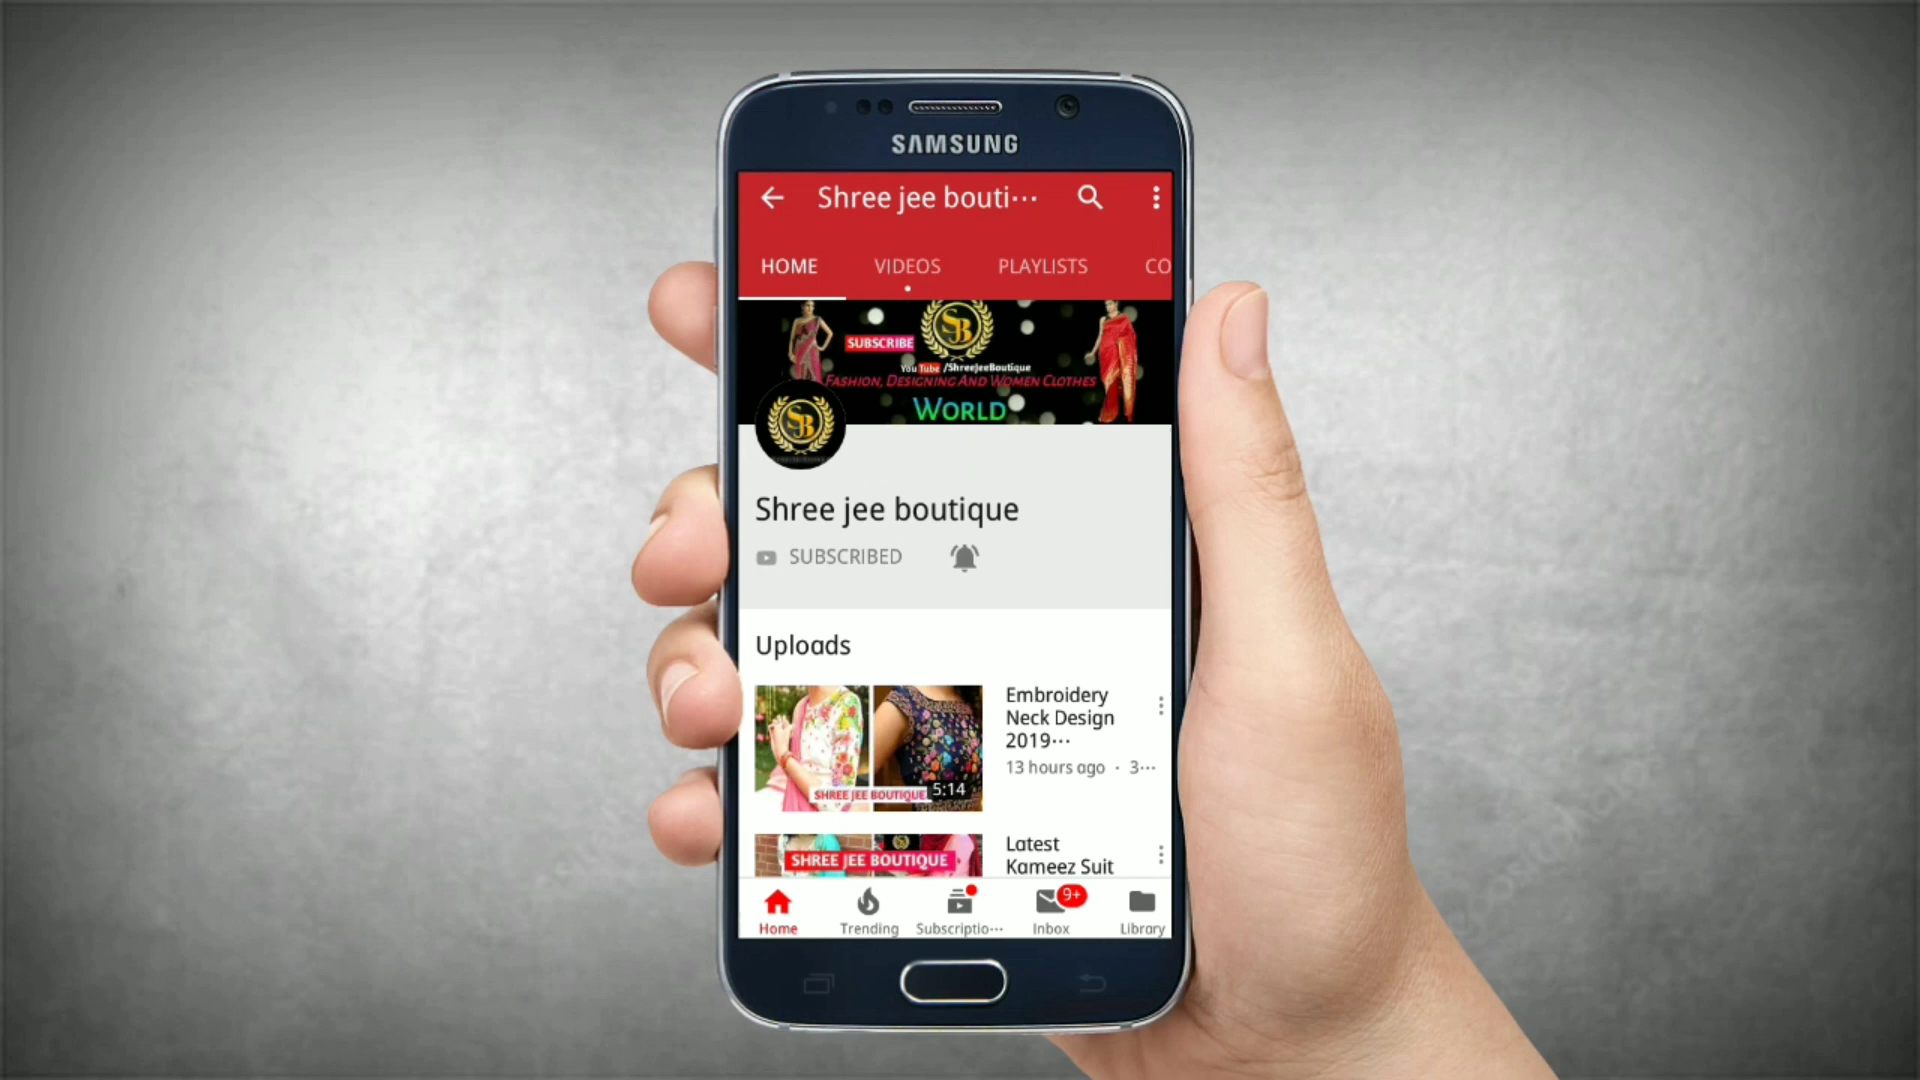 SAMSUNG
Shree jee bouti...
HOME VIDEOS PLAYLISTS CO
SB
SUBSCRIBE
You Tube /ShreejeeBoutique
FASHION, DESIGNING AND WOMEN CLOTHES
WORLD
SB
Shree jee boutique
SUBSCRIBED
Uploads
Embroidery
Neck Design
2019...
13 hours ago · 3...
SHREE JEE BOUTIQUE
5:14
Latest
Kameez Suit
SHREE JEE BOUTIQUE
9+
Home Trending Subscriptio... Inbox Library